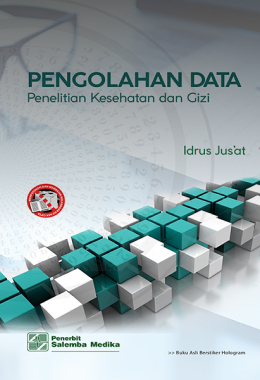 PENGOLAHAN DATA
Penelitian Kesehatan dan Gizi
Idrus Jus'at
Penerbit
Salemba Medika
>> Buku Asli Berstiker Hologram